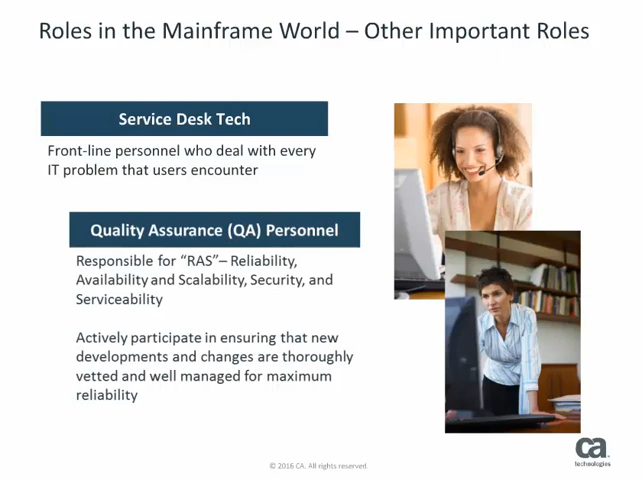 Roles in the Mainframe World – Other Important Roles
Service Desk Tech
Front-line personnel who deal with every
IT problem that users encounter
Quality Assurance (QA) Personnel
Responsible for “RAS”– Reliability,
Availability and Scalability, Security, and
Serviceability
Actively participate in ensuring that new
developments and changes are thoroughly
vetted and well managed for maximum
reliability
© 2016 CA. All rights reserved
ca
technologies